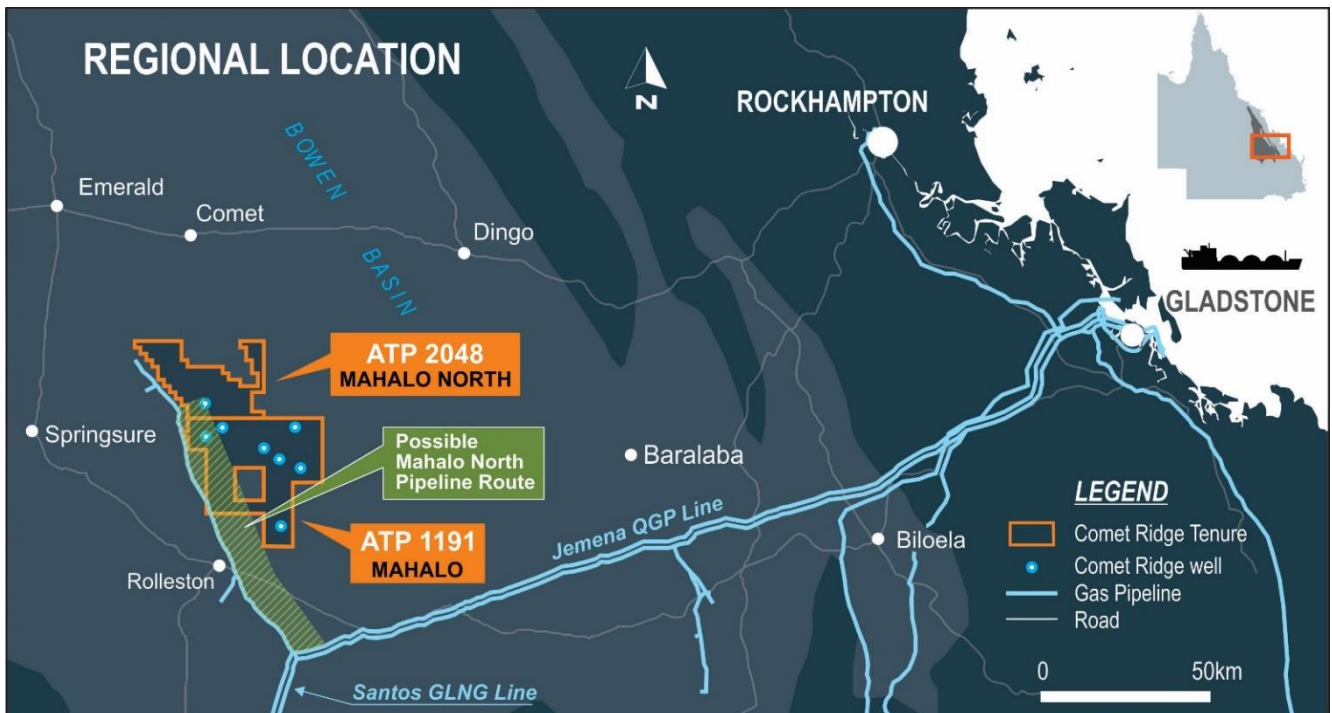 REGIONAL LOCATION
N
ROCKHAMPTON
BOWEN
BASIN
Emerald
Comet
Dingo
GLADSTONE
ATP 2048
MAHALO NORTH
Springsure
Possible
Mahalo North
Pipeline Route
Baralaba
ATP 1191
MAHALO
Rolleston
Jemena QGP Line
Biloela
Santos GLNG Line
LEGEND
Comet Ridge Tenure
Comet Ridge well
Gas Pipeline
Road
0 50km